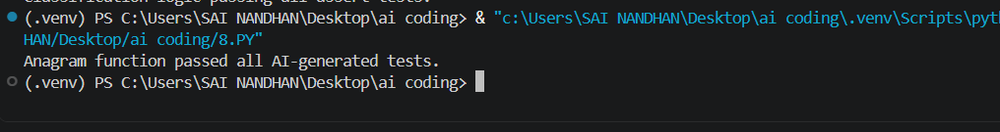 classification logic passing all assert tests.
(.venv) PS C:\Users\SAI NANDHAN\Desktop\ai coding> & "c:\Users\SAI NANDHAN\Desktop\ai coding\.venv\Scripts\pyt
HAN/Desktop/ai coding/8.PY"
Anagram function passed all AI-generated tests.
(.venv) PS C:\Users\SAI NANDHAN\Desktop\ai coding>